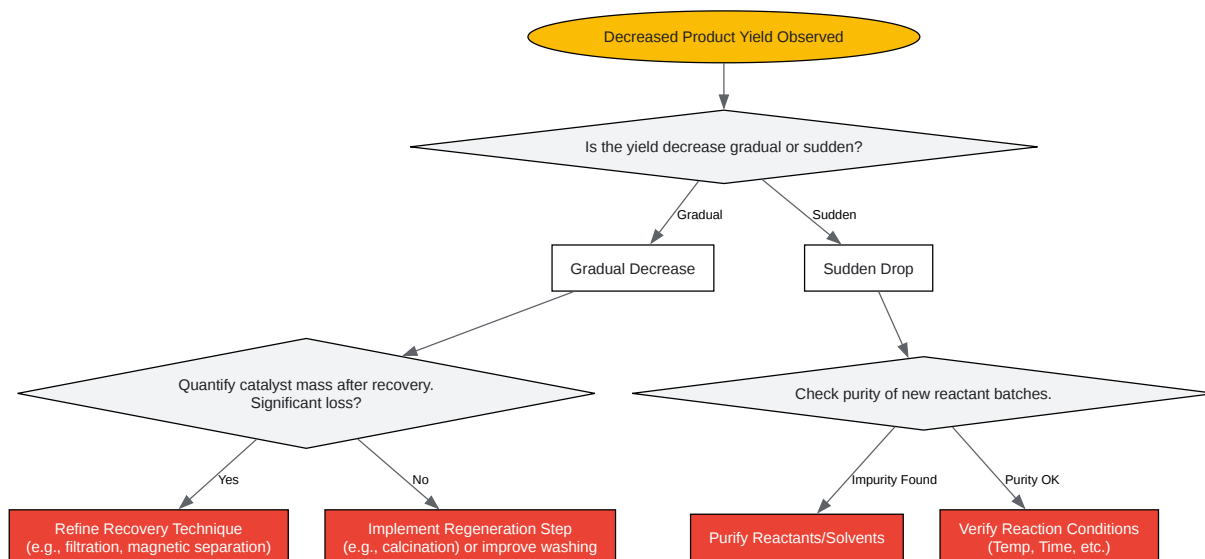 Decreased Product Yield Observed
Is the yield decrease gradual or sudden?
Gradual
Sudden
Gradual Decrease
Sudden Drop
Quantify catalyst mass after recovery.
Significant loss?
Check purity of new reactant batches.
Yes
No
Impurity Found
Purity OK
Refine Recovery Technique
(e.g., filtration, magnetic separation)
Implement Regeneration Step
(e.g., calcination) or improve washing
Purify Reactants/Solvents
Verify Reaction Conditions
(Temp, Time, etc.)